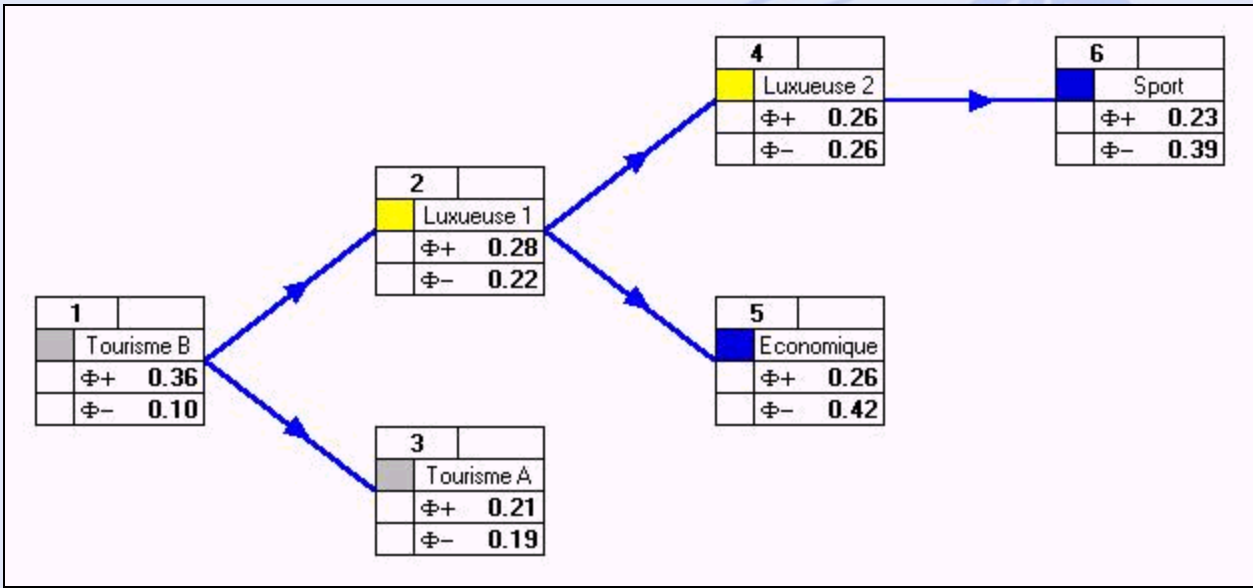 1
Tourisme B
Φ+ 0.36
Φ− 0.10
2
Luxueuse 1
Φ+ 0.28
Φ− 0.22
3
Tourisme A
Φ+ 0.21
Φ− 0.19
4
Luxueuse 2
Φ+ 0.26
Φ− 0.26
5
Economique
Φ+ 0.26
Φ− 0.42
6
Sport
Φ+ 0.23
Φ− 0.39